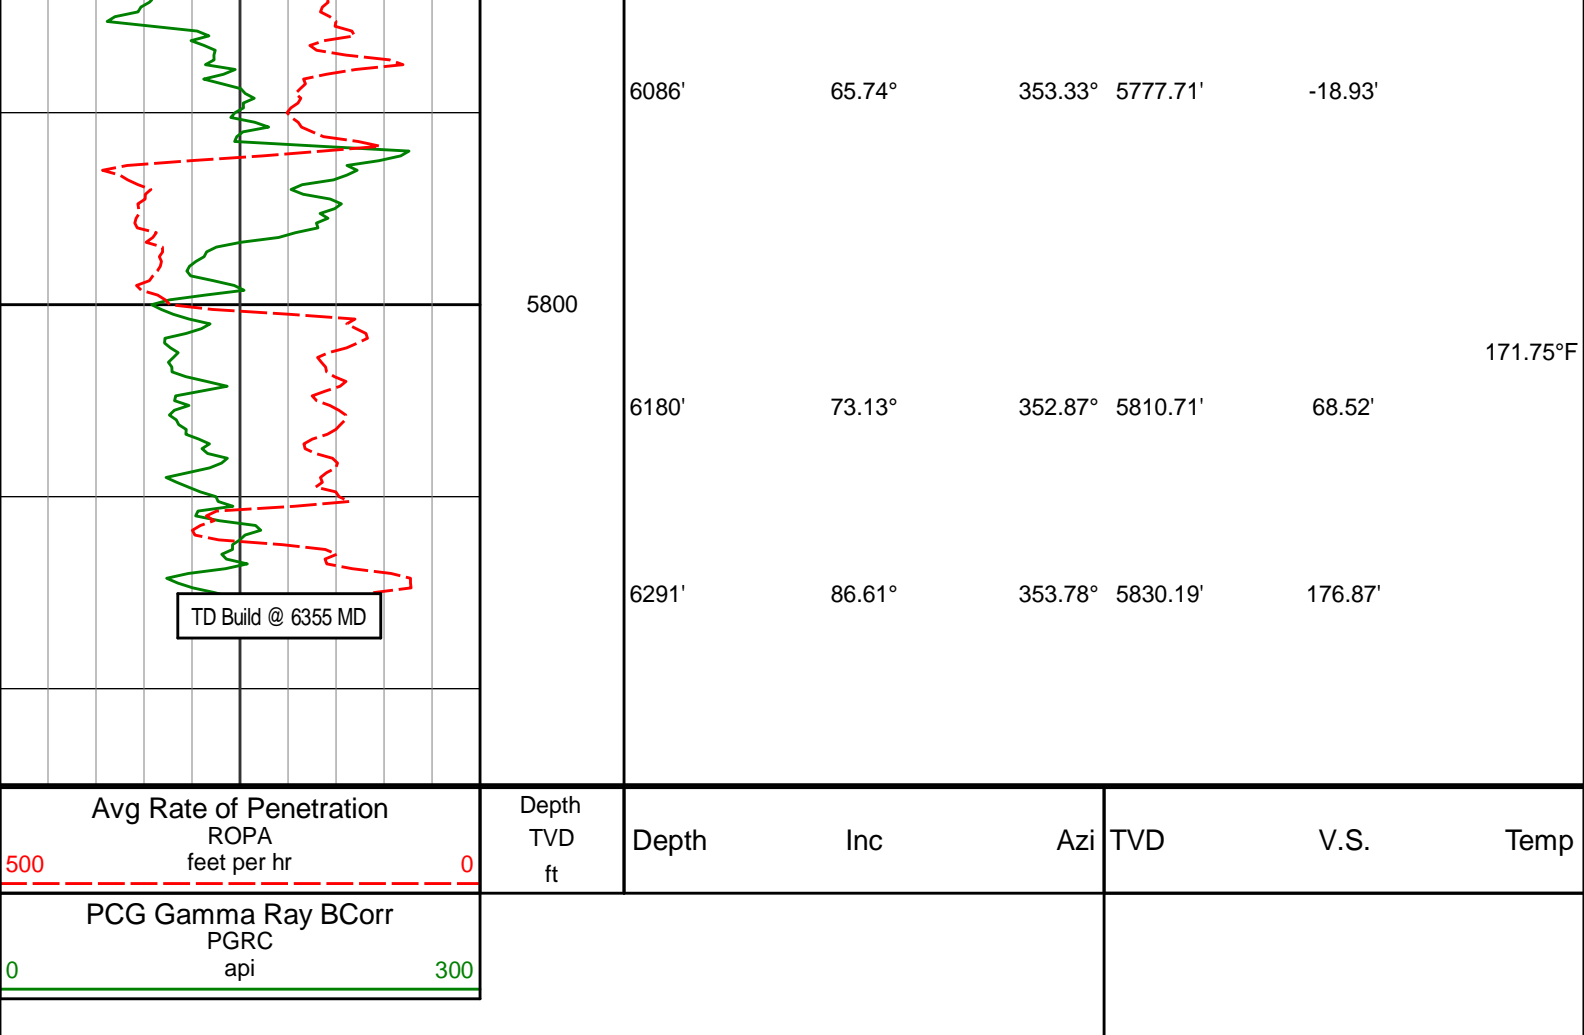 6086' 65.74° 353.33° 5777.71' -18.93'
5800
171.75°F
6180' 73.13° 352.87° 5810.71' 68.52'
6291' 86.61° 353.78° 5830.19' 176.87'
TD Build @ 6355 MD
Avg Rate of Penetration
ROPA
500 feet per hr 0
Depth
TVD
ft
Depth Inc Azi TVD V.S. Temp
PCG Gamma Ray BCorr
PGRC
0 api 300